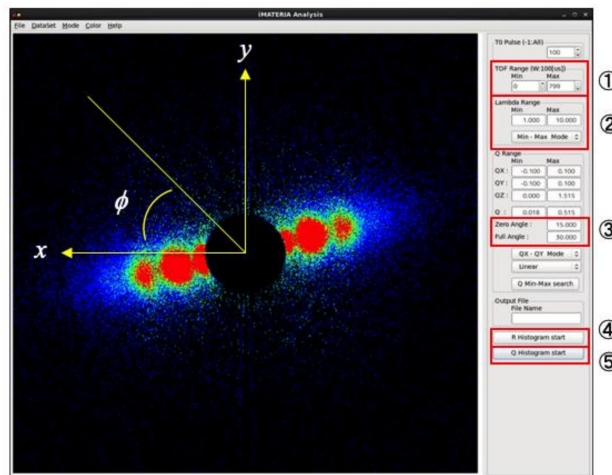 iMATERIA Analysis
File DataSet Mode Color Help
T0 Pulse (-1:All)
100
TOF Range (W:100[us])
Min Max
0 799
①
Lambda Range
Min Max
1.000 10.000
②
Min - Max Mode
Q Range
Min Max
QX : -0.100 0.100
QY : -0.100 0.100
QZ : 0.000 1.515
Q : 0.018 0.515
Zero Angle : 15.000
③
Full Angle : 30.000
QX - QY Mode
Linear
Q Min-Max search
Output File
File Name
R Histogram start
④
Q Histogram start
⑤
y
ϕ
x